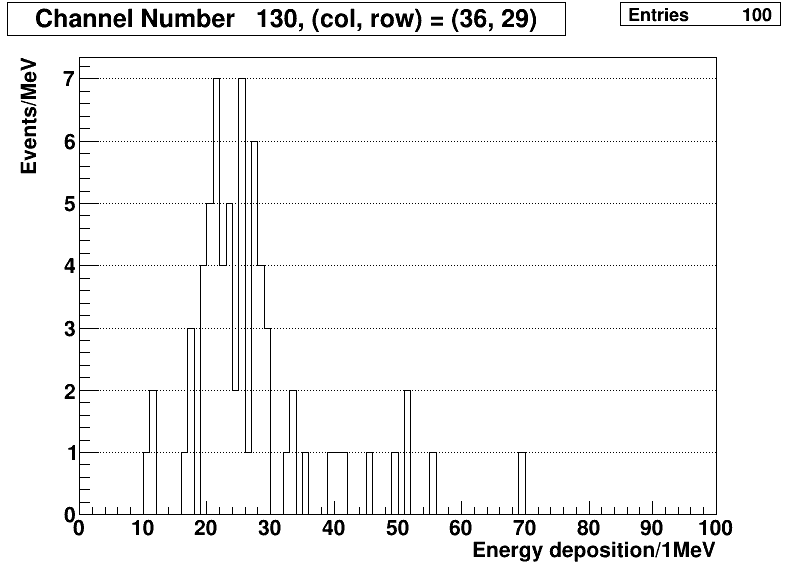 Channel Number 130, (col, row) = (36, 29)
Entries 100
Events/MeV
7
6
5
4
3
2
1
0
0 10 20 30 40 50 60 70 80 90 100
Energy deposition/1MeV